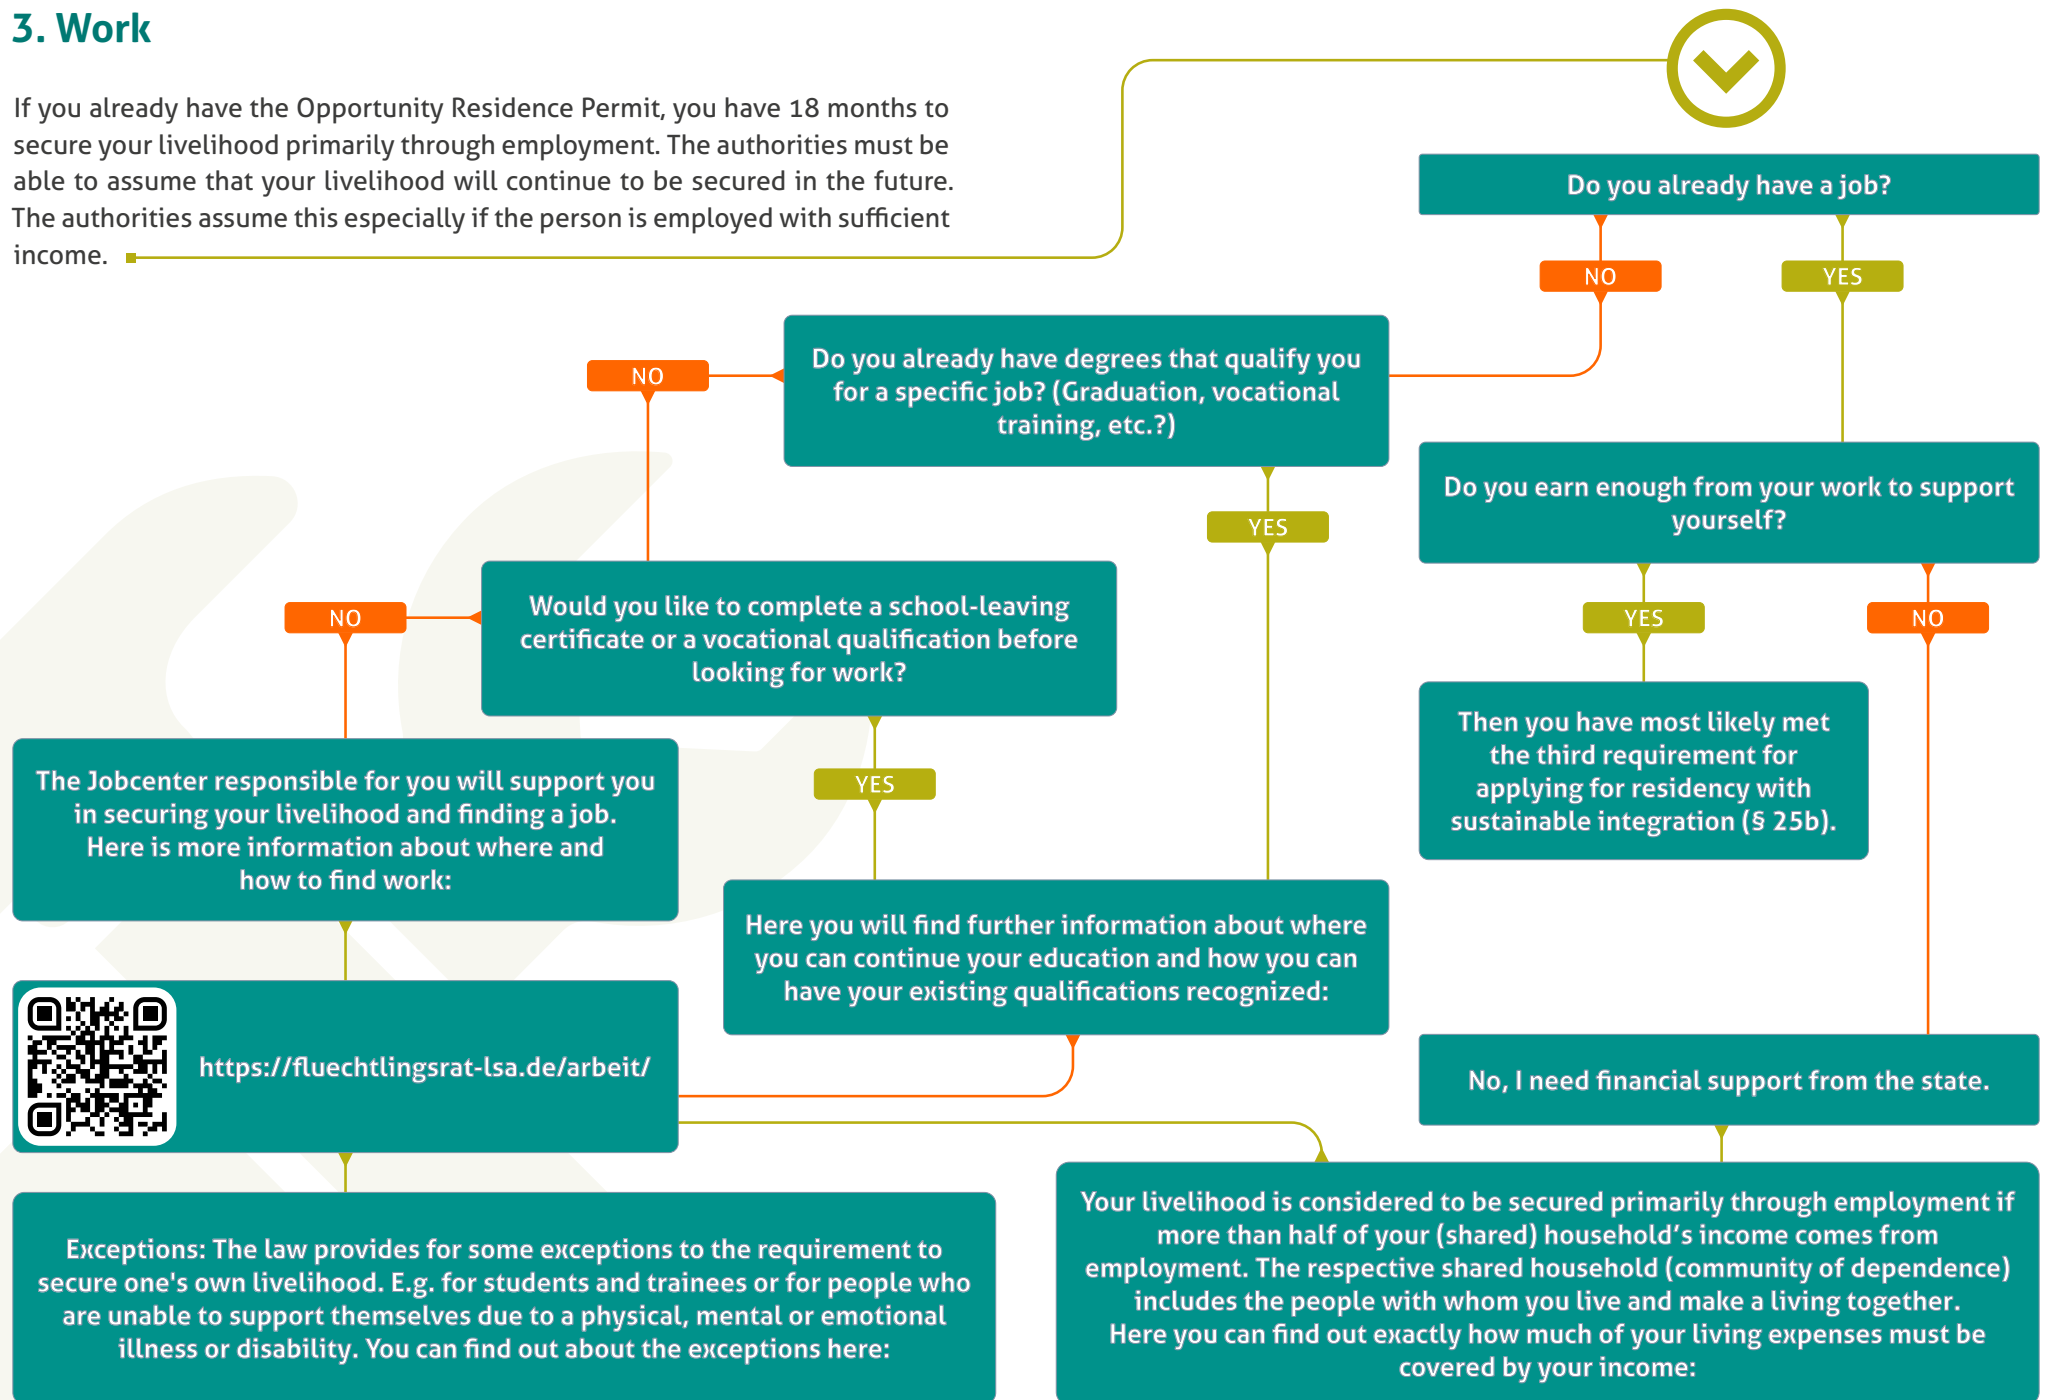 3. Work
If you already have the Opportunity Residence Permit, you have 18 months to
secure your livelihood primarily through employment. The authorities must be
able to assume that your livelihood will continue to be secured in the future.
The authorities assume this especially if the person is employed with sufficient
income.
Do you already have a job?
NO
YES
Do you already have degrees that qualify you
for a specific job? (Graduation, vocational
training, etc.?)
NO
YES
Do you earn enough from your work to support
yourself?
YES
NO
Would you like to complete a school-leaving
certificate or a vocational qualification before
looking for work?
NO
YES
Then you have most likely met
the third requirement for
applying for residency with
sustainable integration (§ 25b).
The Jobcenter responsible for you will support you
in securing your livelihood and finding a job.
Here is more information about where and
how to find work:
Here you will find further information about where
you can continue your education and how you can
have your existing qualifications recognized:
https://fluechtlingsrat-lsa.de/arbeit/
No, I need financial support from the state.
Exceptions: The law provides for some exceptions to the requirement to
secure one's own livelihood. E.g. for students and trainees or for people who
are unable to support themselves due to a physical, mental or emotional
illness or disability. You can find out about the exceptions here:
Your livelihood is considered to be secured primarily through employment if
more than half of your (shared) household’s income comes from
employment. The respective shared household (community of dependence)
includes the people with whom you live and make a living together.
Here you can find out exactly how much of your living expenses must be
covered by your income: